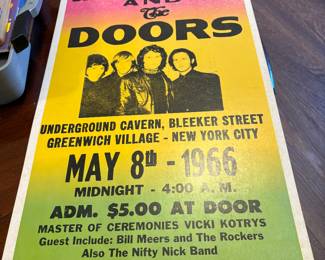 AND
The
DOORS
UNDERGROUND CAVERN, BLEEKER STREET
GREENWICH VILLAGE - NEW YORK CITY
MAY 8th - 1966
MIDNIGHT - 4:00 A.M.
ADM. $5.00 AT DOOR
MASTER OF CEREMONIES VICKI KOTRYS
Guest Include: Bill Meers and The Rockers
Also The Nifty Nick Band